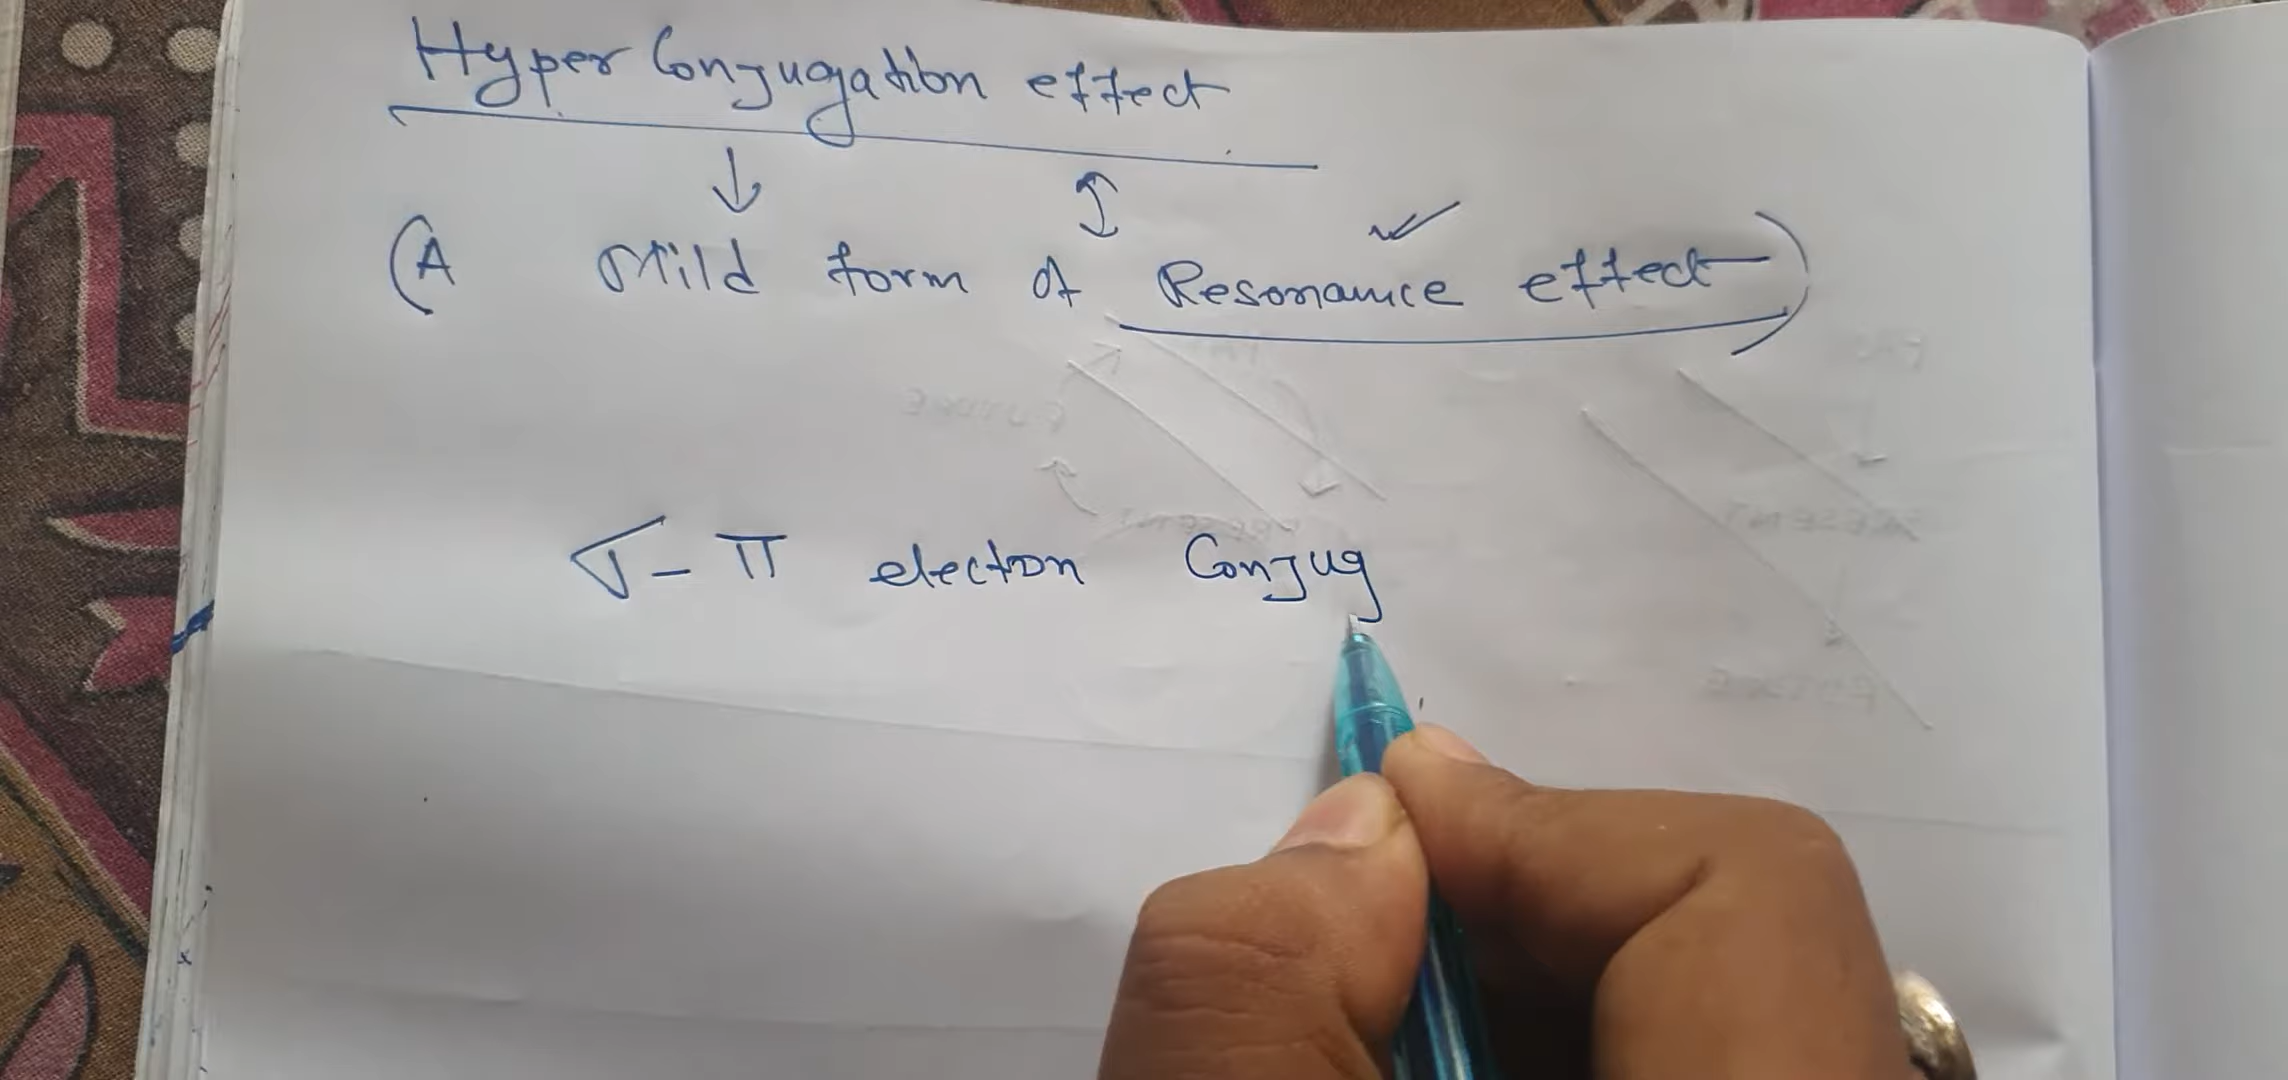 Hyper Conjugation effect
(A mild form of Resonance effect)
σ-π electron Conjug